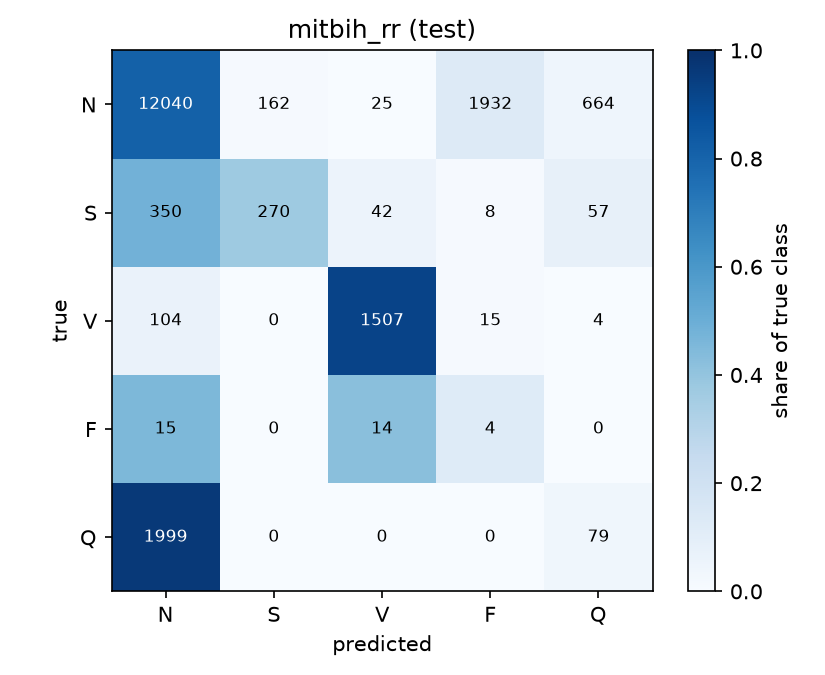 mitbih_rr (test)
N 12040 162 25 1932 664
S 350 270 42 8 57
V 104 0 1507 15 4
F 15 0 14 4 0
Q 1999 0 0 0 79
N S V F Q
predicted
true
1.0
0.8
0.6
0.4
0.2
0.0
share of true class